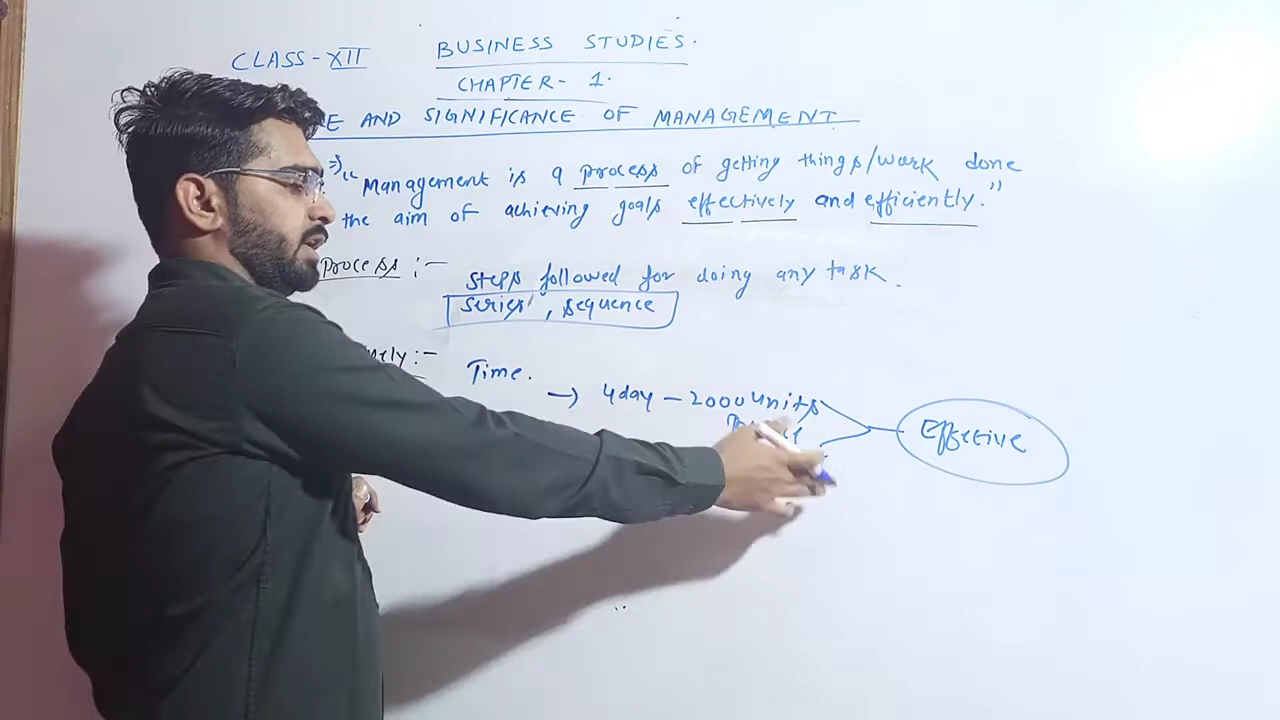 CLASS-XII BUSINESS STUDIES.
CHAPTER- 1.
AND SIGNIFICANCE OF MANAGEMENT
"Management is a process of getting things/work done
the aim of achieving goals effectively and efficiently."
Process :- steps followed for doing any task.
series, sequence
:- Time.
→ 4day - 2000 units
Effective